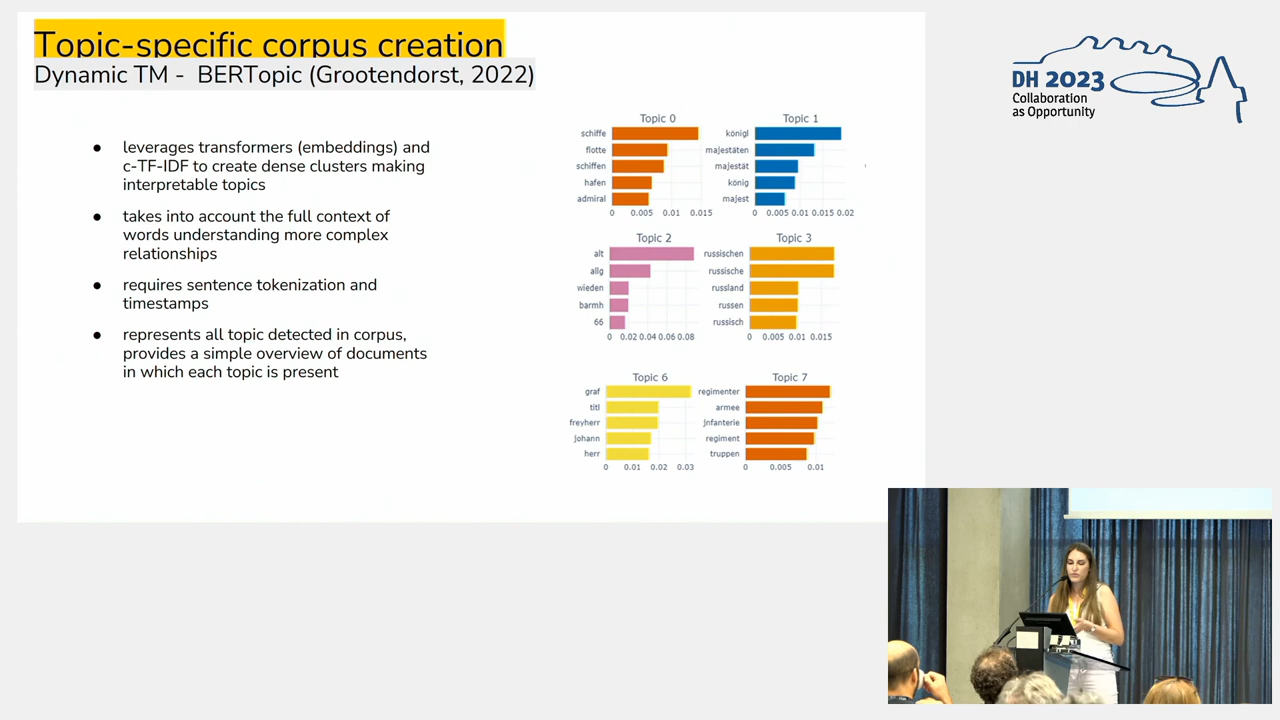 Topic-specific corpus creation
Dynamic TM - BERTopic (Grootendorst, 2022)
● leverages transformers (embeddings) and
c-TF-IDF to create dense clusters making
interpretable topics
● takes into account the full context of
words understanding more complex
relationships
● requires sentence tokenization and
timestamps
● represents all topic detected in corpus,
provides a simple overview of documents
in which each topic is present
Topic 0
schiffe
flotte
schiffen
hafen
admiral
0 0.005 0.01 0.015
Topic 1
königl
majestäten
majestät
könig
majest
0 0.005 0.01 0.015 0.02
Topic 2
alt
allg
wieden
barmh
66
0 0.02 0.04 0.06 0.08
Topic 3
russischen
russische
russland
russen
russisch
0 0.005 0.01 0.015
Topic 6
graf
titl
freyherr
johann
herr
0 0.01 0.02 0.03
Topic 7
regimenter
armee
jnfanterie
regiment
truppen
0 0.005 0.01
DH 2023
Collaboration
as Opportunity